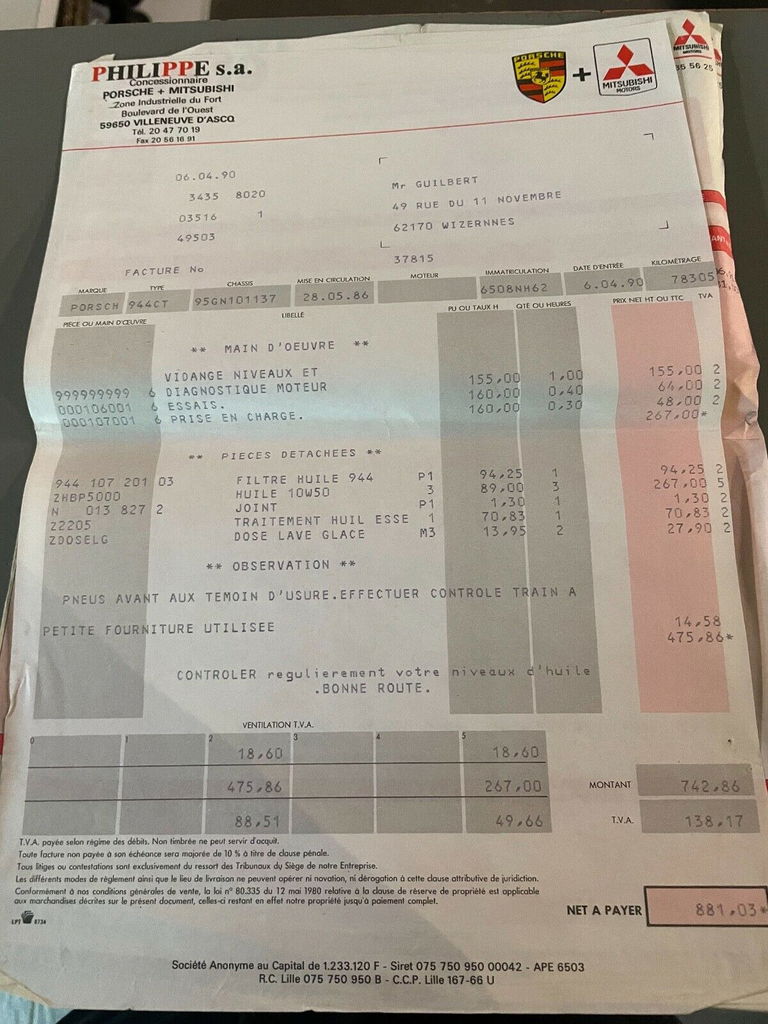 PHILIPPE s.a.
Concessionnaire
PORSCHE + MITSUBISHI
Zone Industrielle du Fort
Boulevard de l'Ouest
59650 VILLENEUVE D'ASCQ
Tél. 20 47 70 19
Fax 20 56 16 91
PORSCHE
+
MITSUBISHI
MOTORS
MITSUBISHI
MOTORS
35 56 25
06.04.90
3435 8020
03516 1
49503
Mr GUILBERT
49 RUE DU 11 NOVEMBRE
62170 WIZERNNES
37815
FACTURE No
MARQUE TYPE CHASSIS MISE EN CIRCULATION MOTEUR IMMATRICULATION DATE D'ENTRÉE KILOMÉTRAGE
PORSCH 944CT 95GN101137 28.05.86 6508NH62 6.04.90 78305
PIÈCE OU MAIN D'ŒUVRE LIBELLÉ PU OU TAUX H QTÉ OU HEURES PRIX NET HT OU TTC TVA
** MAIN D'OEUVRE **
VIDANGE NIVEAUX ET 155,00 1,00 155,00 2
999999999 6 DIAGNOSTIQUE MOTEUR 160,00 0,40 64,00 2
000106001 6 ESSAIS. 160,00 0,30 48,00 2
000107001 6 PRISE EN CHARGE. 267,00*
** PIECES DETACHEES **
944 107 201 03 FILTRE HUILE 944 P1 94,25 1 94,25 2
ZHBP5000 HUILE 10W50 3 89,00 3 267,00 5
N 013 827 2 JOINT P1 1,30 1 1,30 2
Z2205 TRAITEMENT HUIL ESSE 1 70,83 1 70,83 2
ZDOSELG DOSE LAVE GLACE M3 13,95 2 27,90 2
** OBSERVATION **
PNEUS AVANT AUX TEMOIN D'USURE.EFFECTUER CONTROLE TRAIN A
14,58
PETITE FOURNITURE UTILISEE 475,86*
CONTROLER regulierement votre niveaux d'huile
.BONNE ROUTE.
VENTILATION T.V.A.
0 1 2 3 4 5
18,60 18,60
475,86 267,00
88,51 49,66
MONTANT 742,86
T.V.A. 138,17
T.V.A. payée selon régime des débits. Non timbrée ne peut servir d'acquit.
Toute facture non payée à son échéance sera majorée de 10 % à titre de clause pénale.
Tous litiges ou contestations sont exclusivement du ressort des Tribunaux du Siège de notre Entreprise.
Les différents modes de règlement ainsi que le lieu de livraison ne peuvent opérer ni novation, ni dérogation à cette clause attributive de juridiction.
Conformément à nos conditions générales de vente, la loi n° 80.335 du 12 mai 1980 relative à la clause de réserve de propriété est applicable
aux marchandises décrites sur le présent document, celles-ci restant en effet notre propriété jusqu'à paiement complet.
LPT 8734
NET A PAYER 881,03*
Société Anonyme au Capital de 1.233.120 F - Siret 075 750 950 00042 - APE 6503
R.C. Lille 075 750 950 B - C.C.P. Lille 167-66 U